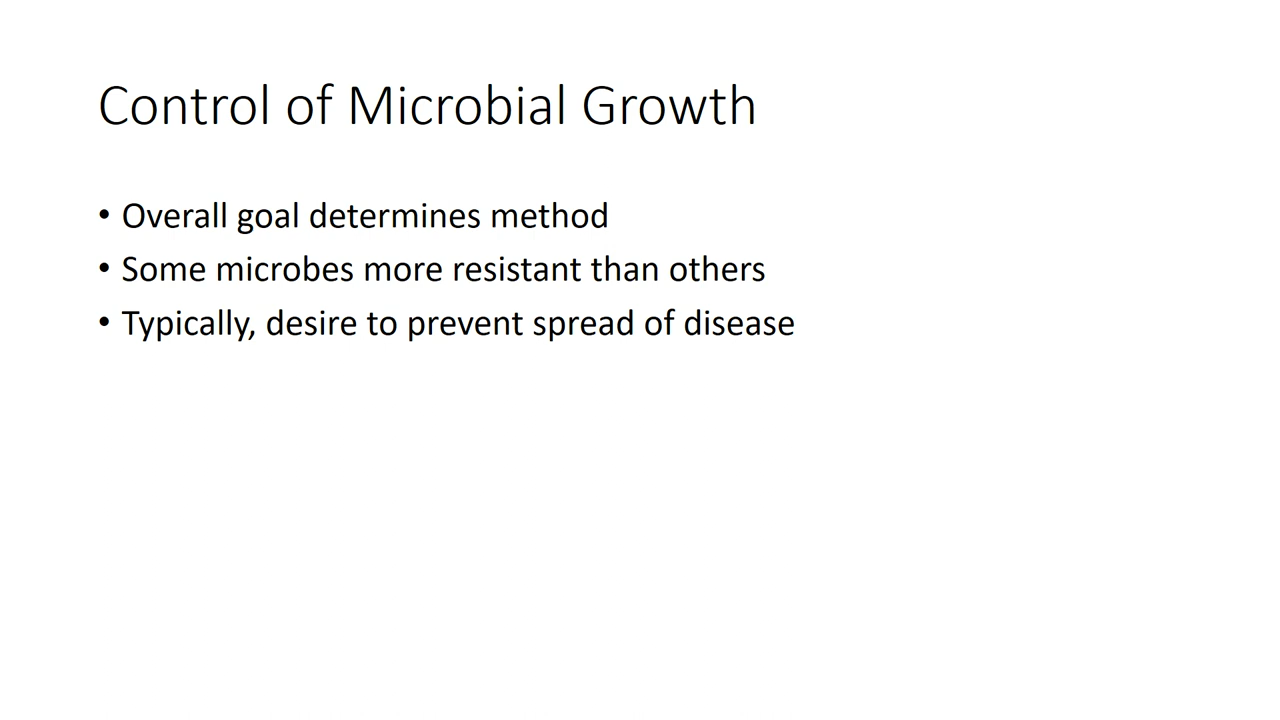 Control of Microbial Growth
• Overall goal determines method
• Some microbes more resistant than others
• Typically, desire to prevent spread of disease